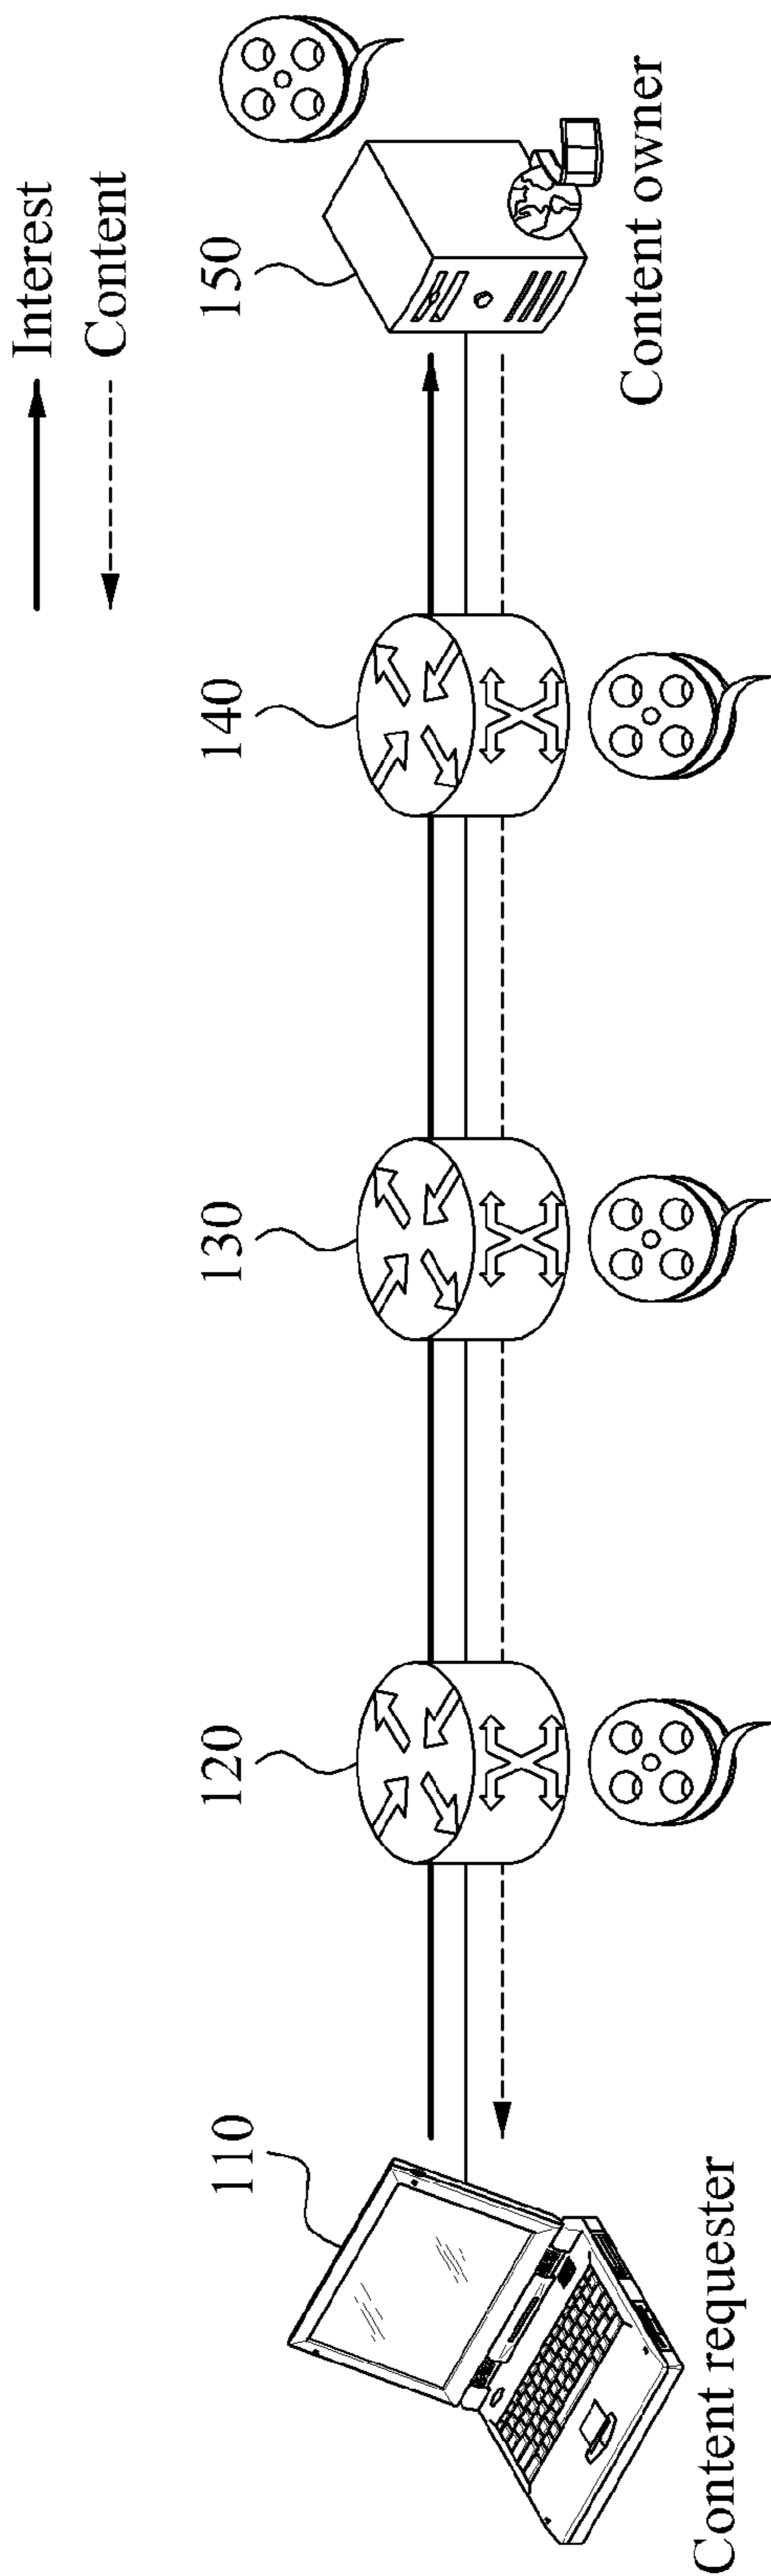 Interest
Content
110
120
130
140
150
Content requester
Content owner